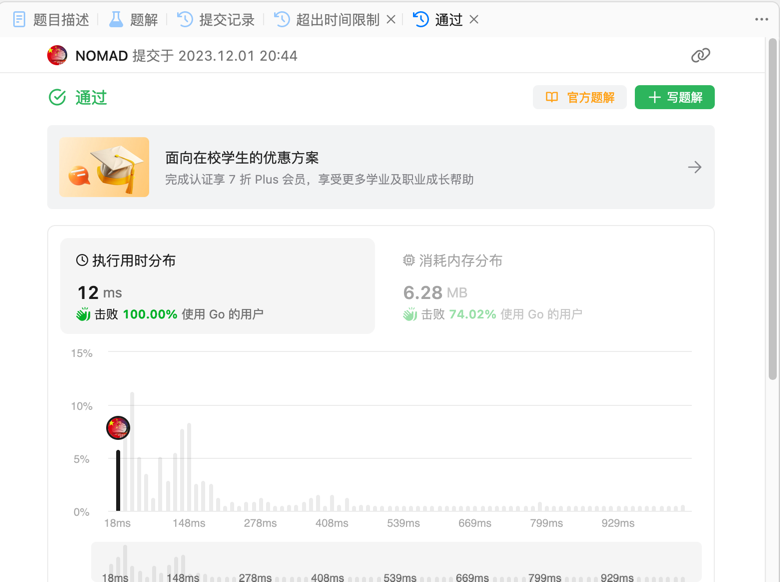 题目描述 题解 提交记录 超出时间限制 通过
NOMAD 提交于 2023.12.01 20:44
通过 官方题解 写题解
面向在校学生的优惠方案
完成认证享 7 折 Plus 会员，享受更多学业及职业成长帮助
执行用时分布 消耗内存分布
12 ms 6.28 MB
击败 100.00% 使用 Go 的用户 击败 74.02% 使用 Go 的用户
15%
10%
5%
0%
18ms 148ms 278ms 408ms 539ms 669ms 799ms 929ms
18ms 148ms 278ms 408ms 539ms 669ms 799ms 929ms